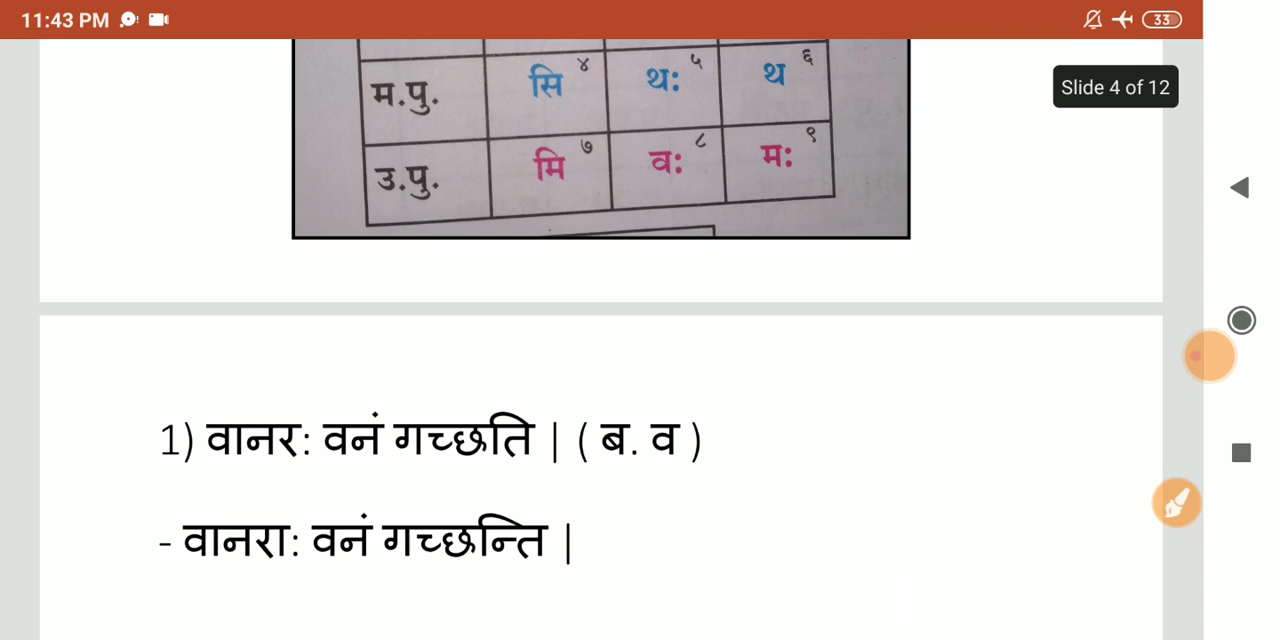 11:43 PM 33
Slide 4 of 12
म.पु. सि ४ थः ५ थ ६
उ.पु. मि ७ वः ८ मः ९
1) वानर: वनं गच्छति | ( ब. व )
- वानरा: वनं गच्छन्ति |